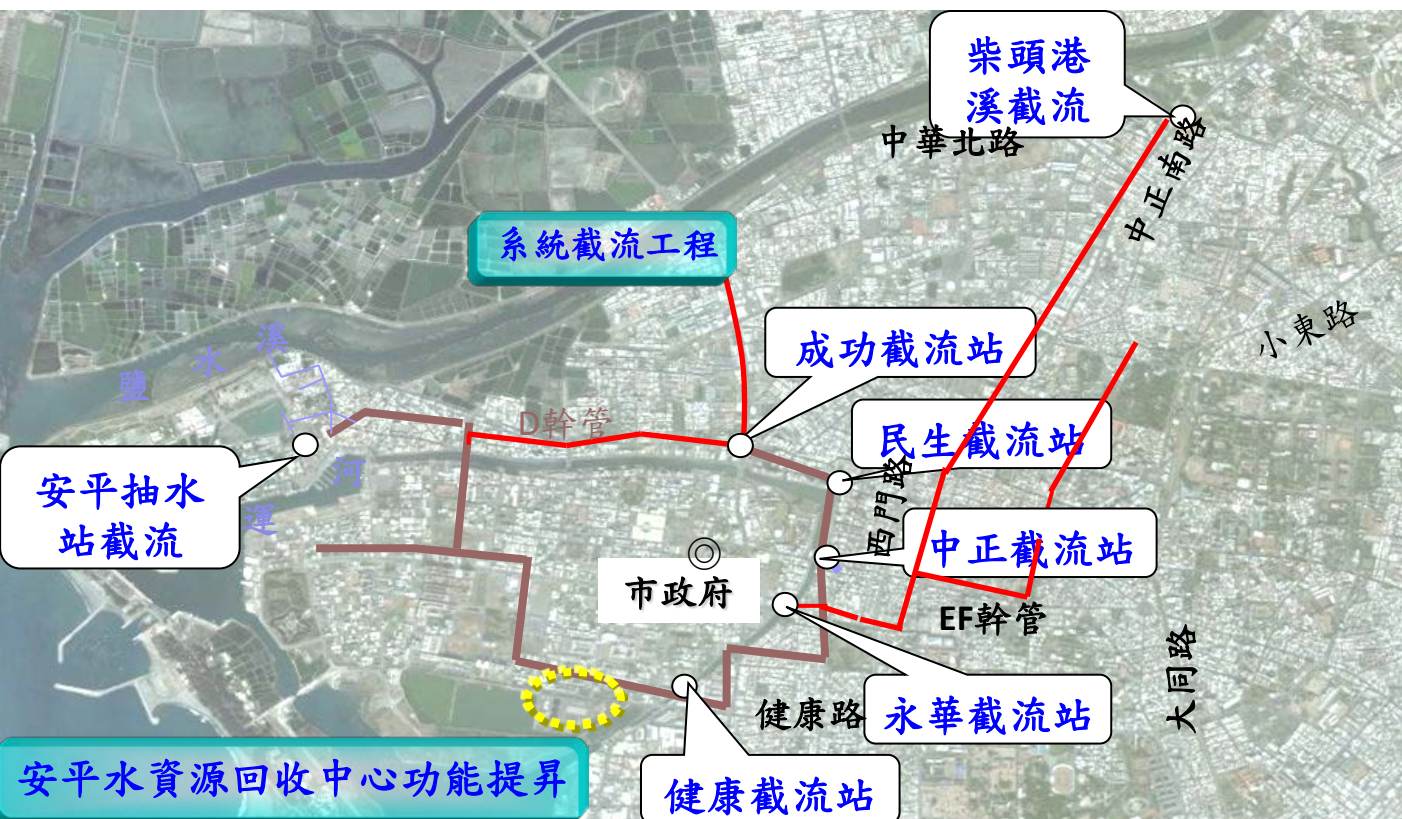 柴頭港
溪截流
中華北路
中正南路
系統截流工程
小東路
成功截流站
鹽水溪
D幹管
民生截流站
西門路
安平抽水
站截流
運河
中正截流站
市政府
EF幹管
大同路
健康路
永華截流站
安平水資源回收中心功能提昇
健康截流站